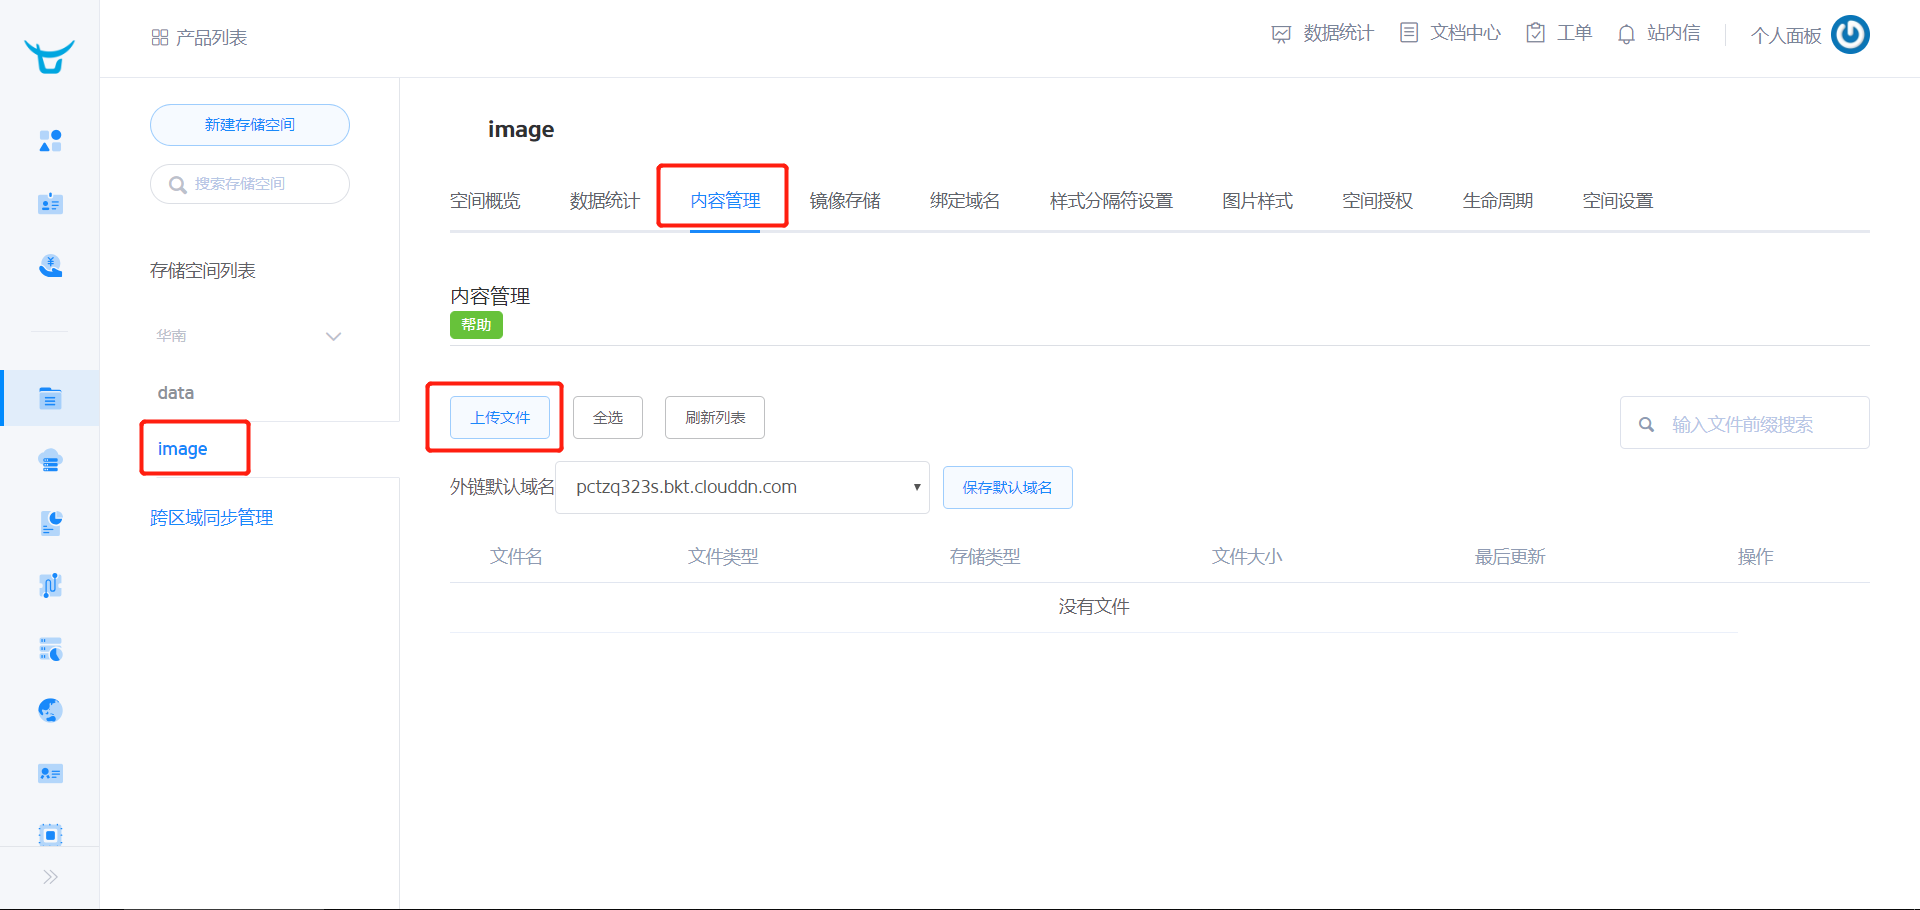 产品列表
数据统计
文档中心
工单
站内信
个人面板
新建存储空间
搜索存储空间
存储空间列表
华南
data
image
跨区域同步管理
image
空间概览
数据统计
内容管理
镜像存储
绑定域名
样式分隔符设置
图片样式
空间授权
生命周期
空间设置
内容管理
帮助
上传文件
全选
刷新列表
输入文件前缀搜索
外链默认域名
pctzq323s.bkt.clouddn.com
保存默认域名
文件名
文件类型
存储类型
文件大小
最后更新
操作
没有文件